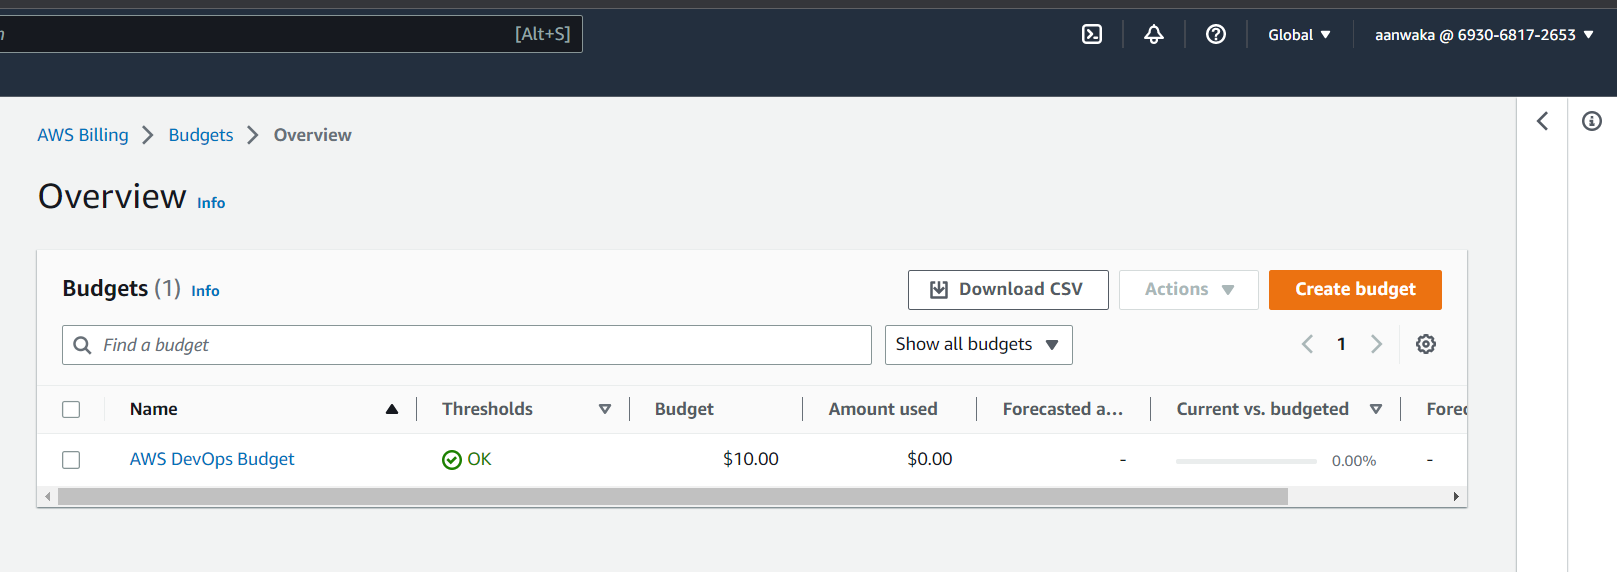 [Alt+S] Global aanwaka @ 6930-6817-2653
AWS Billing Budgets Overview
Overview Info
Budgets (1) Info Download CSV Actions Create budget
Find a budget Show all budgets 1
Name Thresholds Budget Amount used Forecasted a... Current vs. budgeted Forec
AWS DevOps Budget OK $10.00 $0.00 - 0.00% -